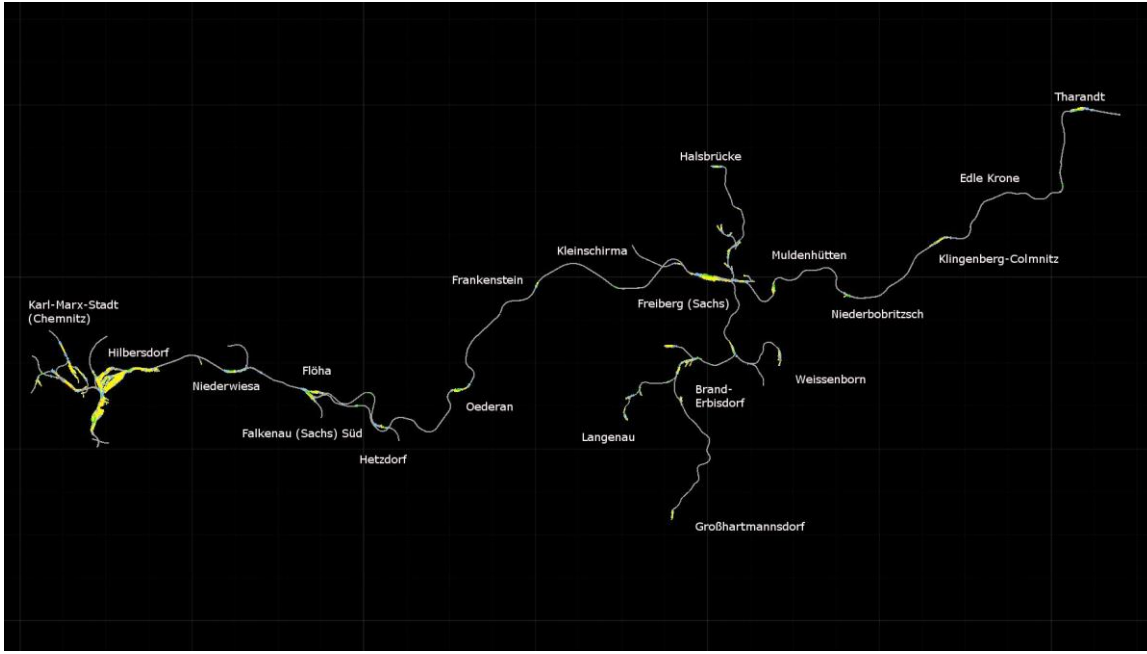 Tharandt
Halsbrücke
Edle Krone
Kleinschirma
Muldenhütten
Klingenberg-Colmnitz
Frankenstein
Freiberg (Sachs)
Niederbobritzsch
Karl-Marx-Stadt
(Chemnitz)
Hilbersdorf
Flöha
Niederwiesa
Weissenborn
Brand-
Erbisdorf
Oederan
Falkenau (Sachs) Süd
Langenau
Hetzdorf
Großhartmannsdorf